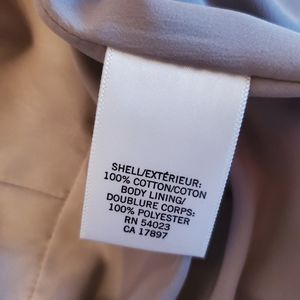 SHELL/EXTÉRIEUR:
100% COTTON/COTON
BODY LINING/
DOUBLURE CORPS:
100% POLYESTER
RN 54023
CA 17897